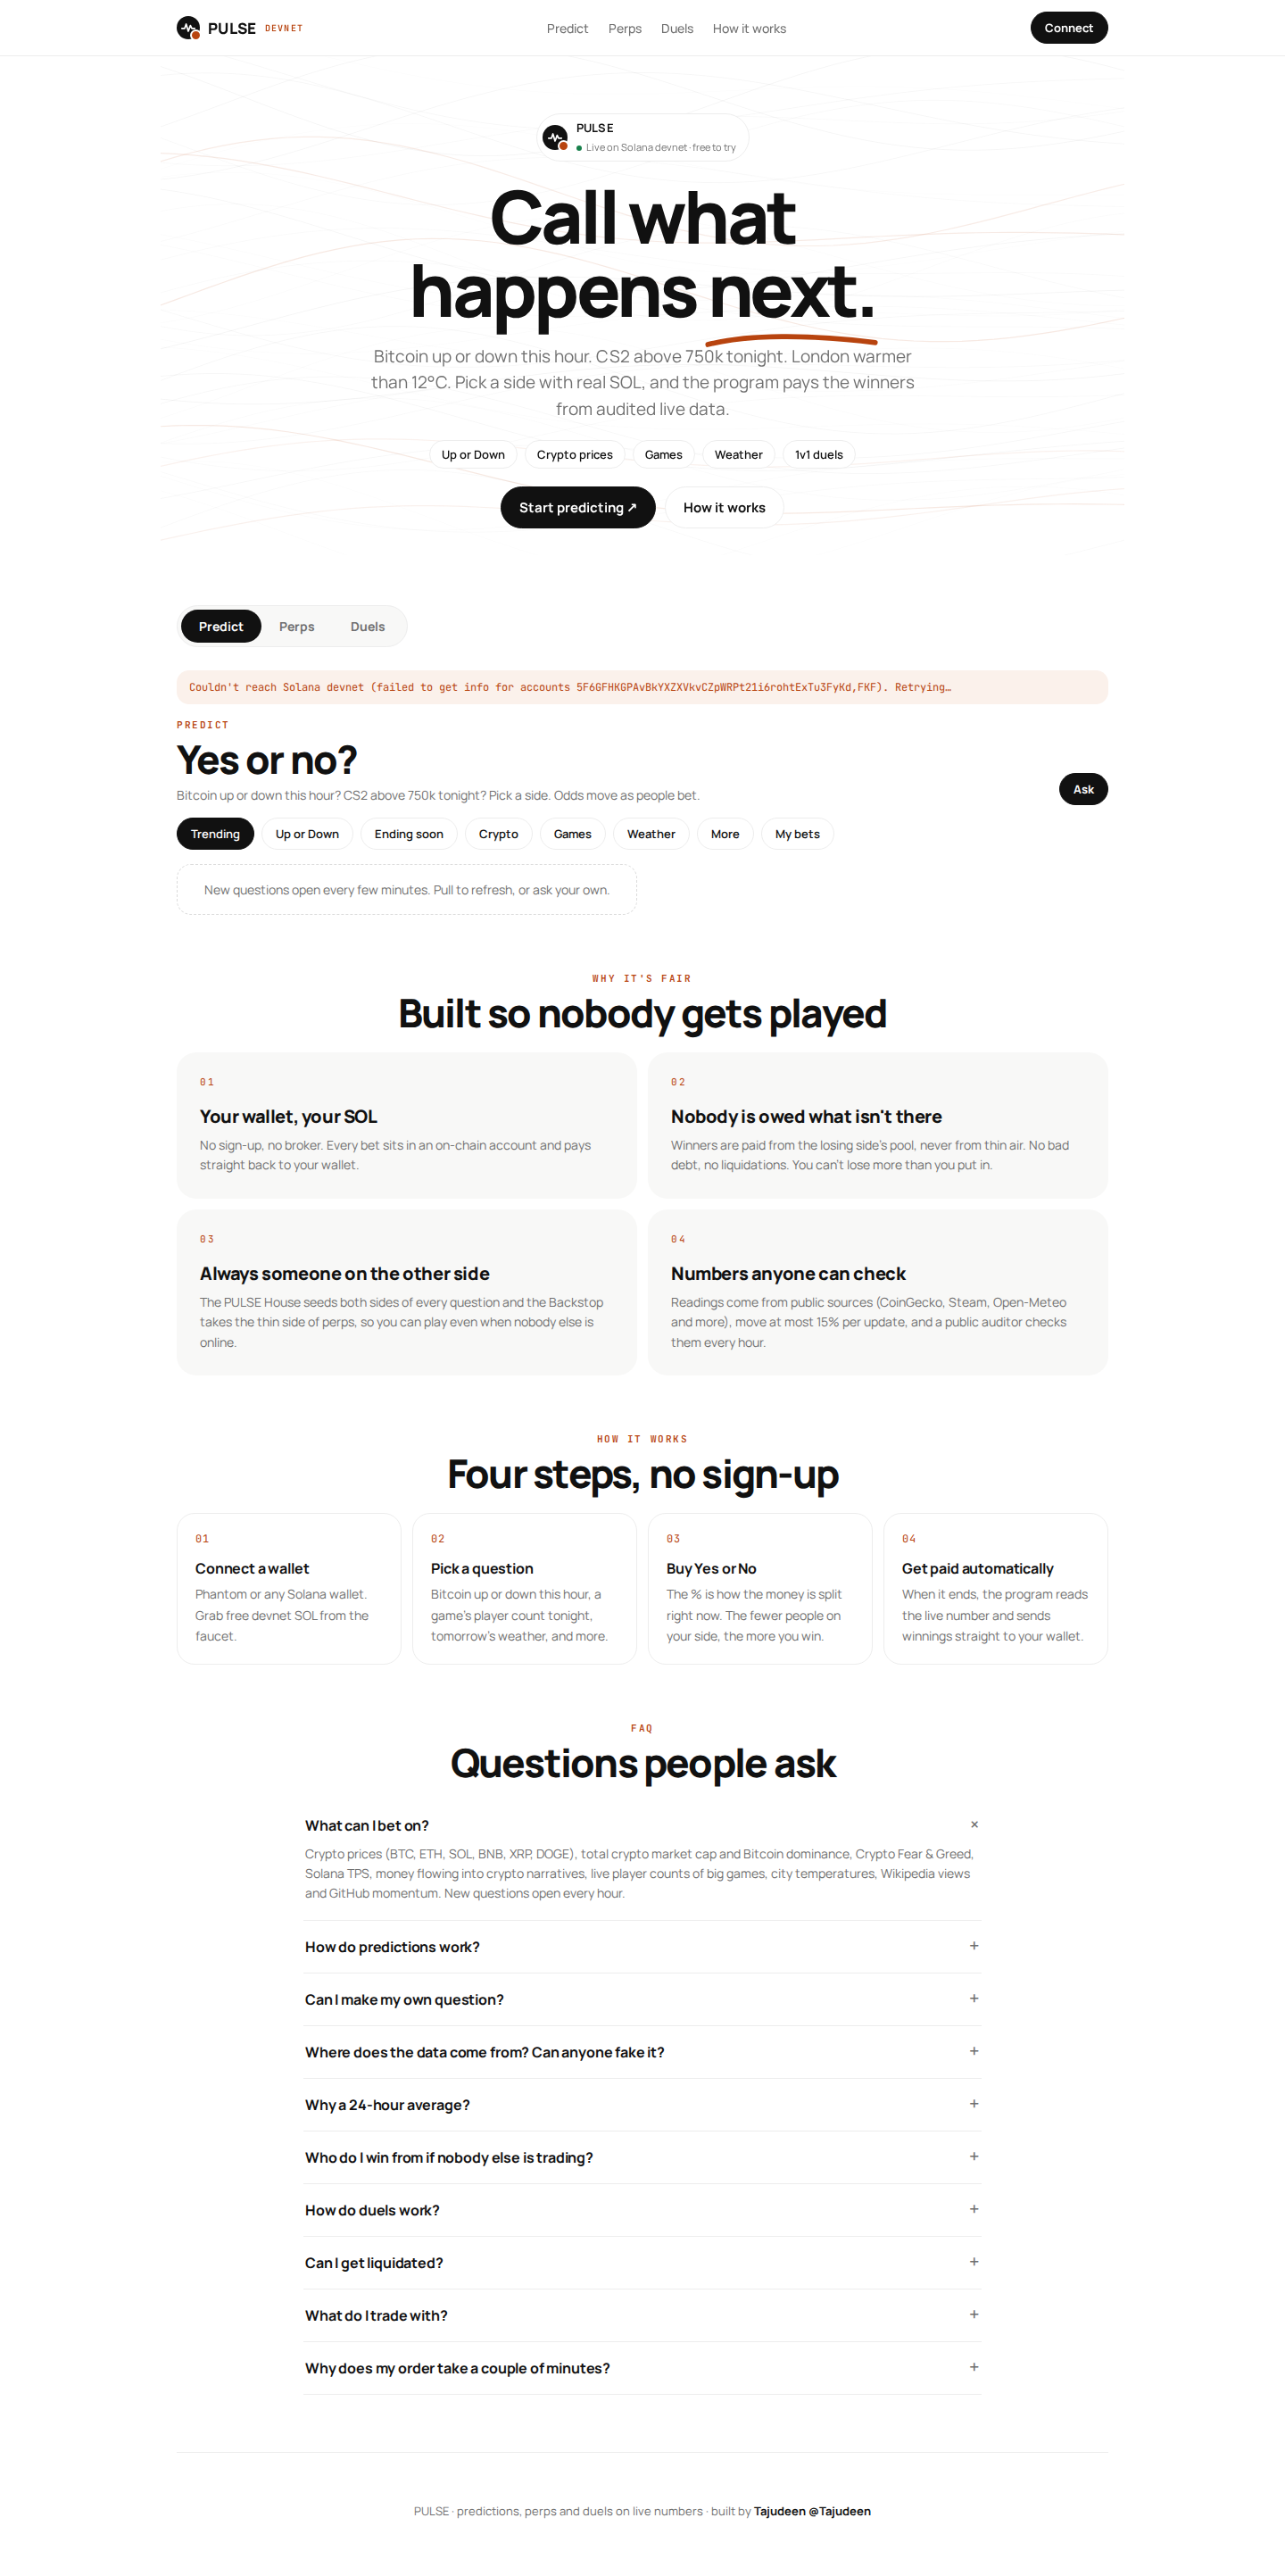 PULSE DEVNET
Predict Perps Duels How it works
Connect
PULSE
Live on Solana devnet · free to try
Call what
happens next.
Bitcoin up or down this hour. CS2 above 750k tonight. London warmer
than 12°C. Pick a side with real SOL, and the program pays the winners
from audited live data.
Up or Down Crypto prices Games Weather 1v1 duels
Start predicting ↗ How it works
Predict Perps Duels
Couldn't reach Solana devnet (failed to get info for accounts 5F6GFHKGPAvBkYXZXVkvCZpWRPt21i6rohtExTu3FyKd,FKF). Retrying…
PREDICT
Yes or no?
Bitcoin up or down this hour? CS2 above 750k tonight? Pick a side. Odds move as people bet.
Ask
Trending Up or Down Ending soon Crypto Games Weather More My bets
New questions open every few minutes. Pull to refresh, or ask your own.
WHY IT'S FAIR
Built so nobody gets played
01
Your wallet, your SOL
No sign-up, no broker. Every bet sits in an on-chain account and pays
straight back to your wallet.
02
Nobody is owed what isn't there
Winners are paid from the losing side's pool, never from thin air. No bad
debt, no liquidations. You can't lose more than you put in.
03
Always someone on the other side
The PULSE House seeds both sides of every question and the Backstop
takes the thin side of perps, so you can play even when nobody else is
online.
04
Numbers anyone can check
Readings come from public sources (CoinGecko, Steam, Open-Meteo
and more), move at most 15% per update, and a public auditor checks
them every hour.
HOW IT WORKS
Four steps, no sign-up
01
Connect a wallet
Phantom or any Solana wallet.
Grab free devnet SOL from the
faucet.
02
Pick a question
Bitcoin up or down this hour, a
game's player count tonight,
tomorrow's weather, and more.
03
Buy Yes or No
The % is how the money is split
right now. The fewer people on
your side, the more you win.
04
Get paid automatically
When it ends, the program reads
the live number and sends
winnings straight to your wallet.
FAQ
Questions people ask
What can I bet on?
Crypto prices (BTC, ETH, SOL, BNB, XRP, DOGE), total crypto market cap and Bitcoin dominance, Crypto Fear & Greed,
Solana TPS, money flowing into crypto narratives, live player counts of big games, city temperatures, Wikipedia views
and GitHub momentum. New questions open every hour.
How do predictions work?
Can I make my own question?
Where does the data come from? Can anyone fake it?
Why a 24-hour average?
Who do I win from if nobody else is trading?
How do duels work?
Can I get liquidated?
What do I trade with?
Why does my order take a couple of minutes?
PULSE · predictions, perps and duels on live numbers · built by Tajudeen @Tajudeen